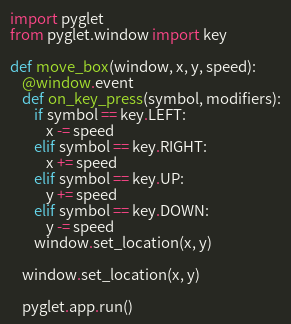 import pyglet
from pyglet.window import key

def move_box(window, x, y, speed):
    @window.event
    def on_key_press(symbol, modifiers):
        if symbol == key.LEFT:
            x -= speed
        elif symbol == key.RIGHT:
            x += speed
        elif symbol == key.UP:
            y += speed
        elif symbol == key.DOWN:
            y -= speed
        window.set_location(x, y)

    window.set_location(x, y)

    pyglet.app.run()